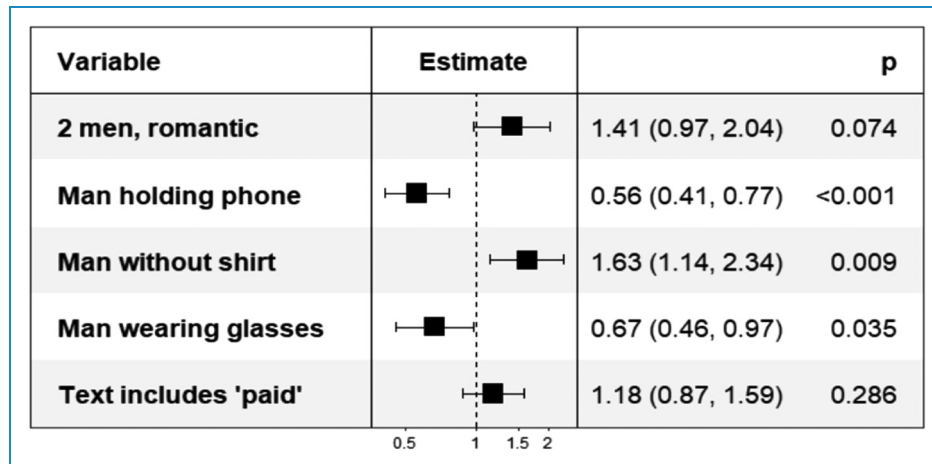 Variable Estimate p
2 men, romantic 1.41 (0.97, 2.04) 0.074
Man holding phone 0.56 (0.41, 0.77) <0.001
Man without shirt 1.63 (1.14, 2.34) 0.009
Man wearing glasses 0.67 (0.46, 0.97) 0.035
Text includes 'paid' 1.18 (0.87, 1.59) 0.286
0.5 1 1.5 2